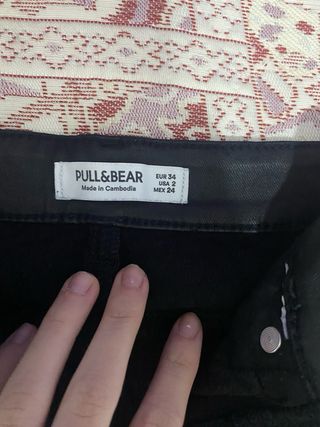 PULL&BEAR
Made in Cambodia
EUR 34
USA 2
MEX 24